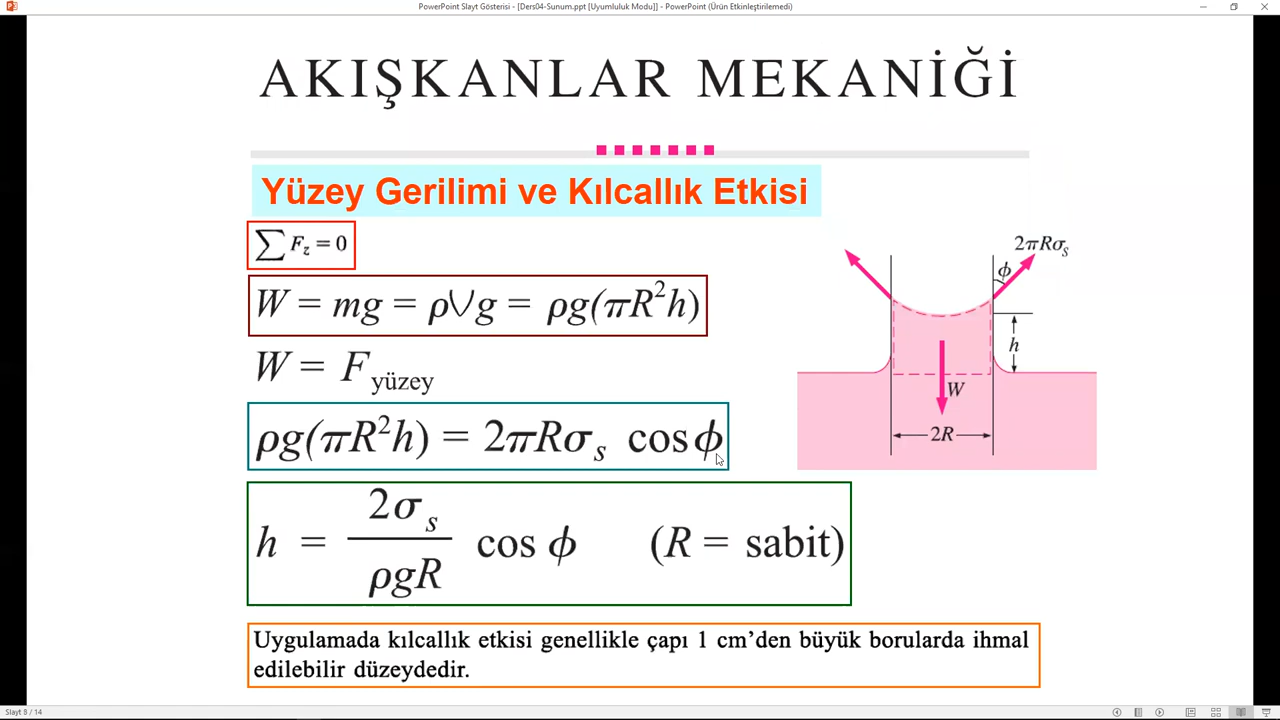 PowerPoint Slayt Gösterisi - [Ders04-Sunum.ppt [Uyumluluk Modu]] - PowerPoint (Ürün Etkinleştirilemedi)
AKIŞKANLAR MEKANİĞİ
Yüzey Gerilimi ve Kılcallık Etkisi
∑ F_z = 0
W = mg = ρVg = ρg(πR²h)
W = F_yüzey
ρg(πR²h) = 2πRσ_s cos ϕ
h = 2σ_s / ρgR cos ϕ (R = sabit)
Uygulamada kılcallık etkisi genellikle çapı 1 cm’den büyük borularda ihmal
edilebilir düzeydedir.
2πRσ_s
ϕ
h
W
2R
Slayt 8 / 14